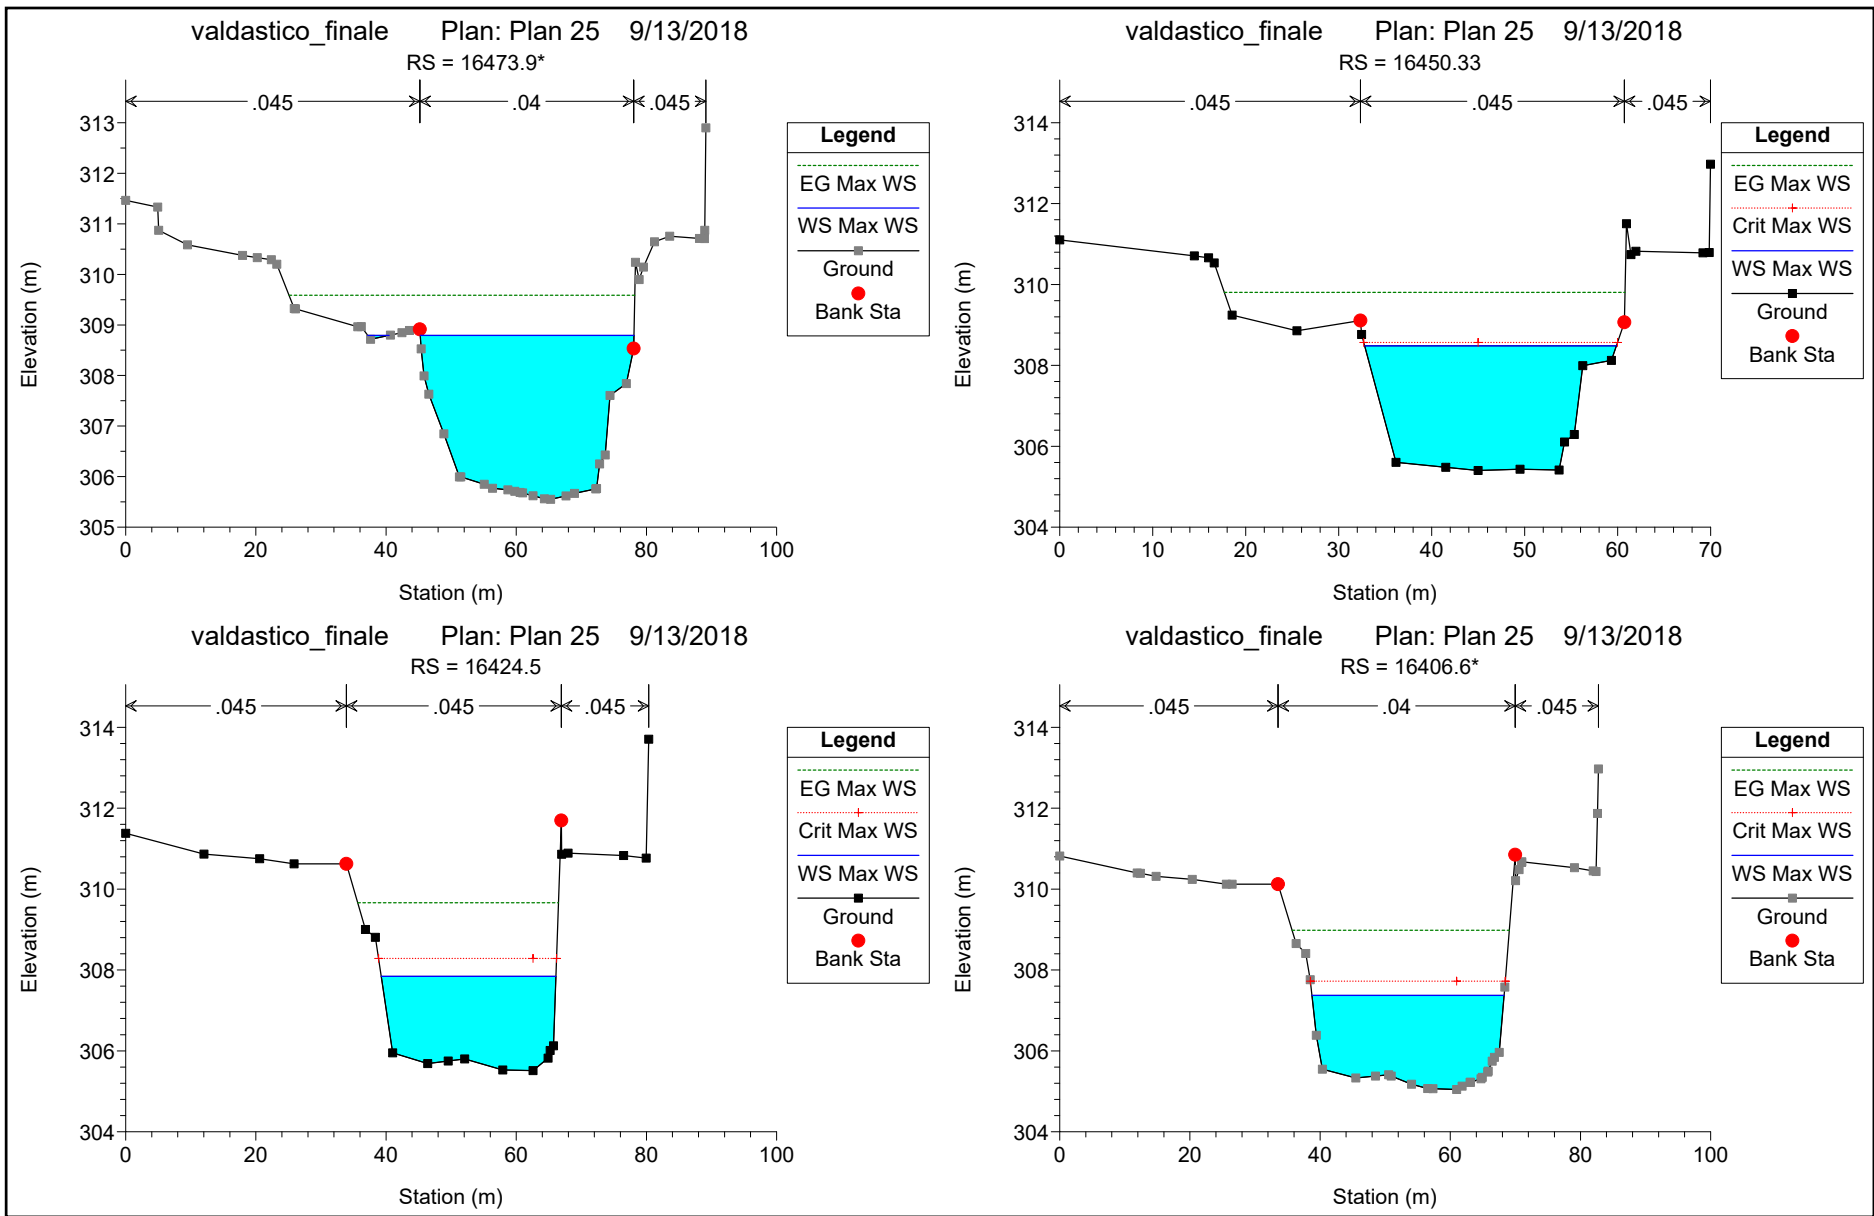 valdastico_finale Plan: Plan 25 9/13/2018
RS = 16473.9*
.045 .04 .045
313
312
311
310
309
308
307
306
305
0 20 40 60 80 100
Elevation (m)
Station (m)
Legend
EG Max WS
WS Max WS
Ground
Bank Sta
valdastico_finale Plan: Plan 25 9/13/2018
RS = 16450.33
.045 .045 .045
314
312
310
308
306
304
0 10 20 30 40 50 60 70
Elevation (m)
Station (m)
Legend
EG Max WS
Crit Max WS
WS Max WS
Ground
Bank Sta
valdastico_finale Plan: Plan 25 9/13/2018
RS = 16424.5
.045 .045 .045
314
312
310
308
306
304
0 20 40 60 80 100
Elevation (m)
Station (m)
Legend
EG Max WS
Crit Max WS
WS Max WS
Ground
Bank Sta
valdastico_finale Plan: Plan 25 9/13/2018
RS = 16406.6*
.045 .04 .045
314
312
310
308
306
304
0 20 40 60 80 100
Elevation (m)
Station (m)
Legend
EG Max WS
Crit Max WS
WS Max WS
Ground
Bank Sta